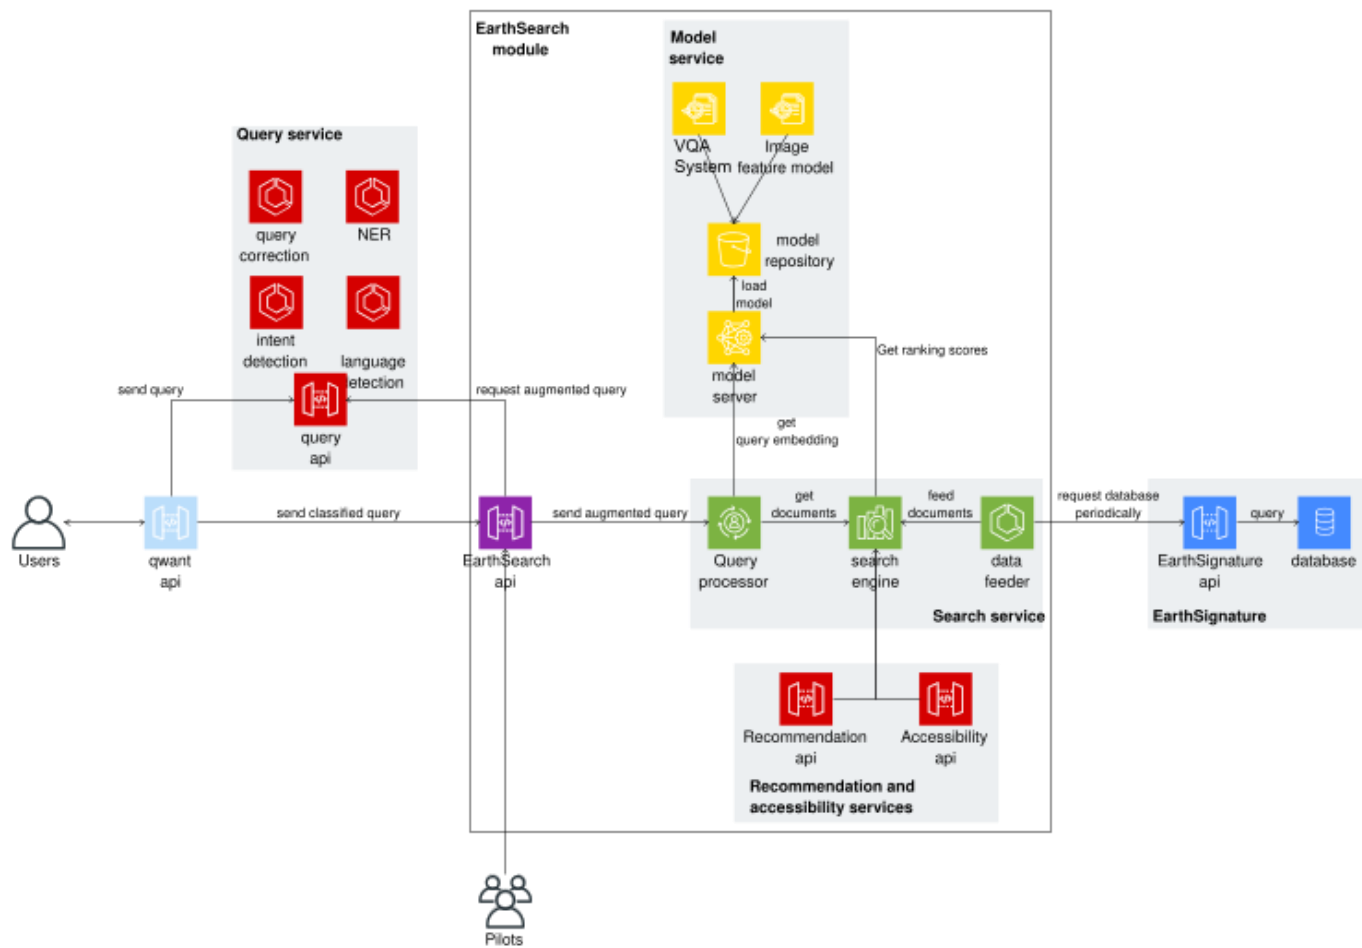 EarthSearch
module
Model
service
VQA
System
Image
feature model
Query service
query
correction
NER
intent
detection
language
detection
model
repository
load
model
model
server
Get ranking scores
send query
request augmented query
query
api
get
query embedding
Users
qwant
api
send classified query
EarthSearch
api
send augmented query
Query
processor
get
documents
search
engine
feed
documents
data
feeder
request database
periodically
EarthSignature
api
query
database
Search service
EarthSignature
Recommendation
api
Accessibility
api
Recommendation and
accessibility services
Pilots